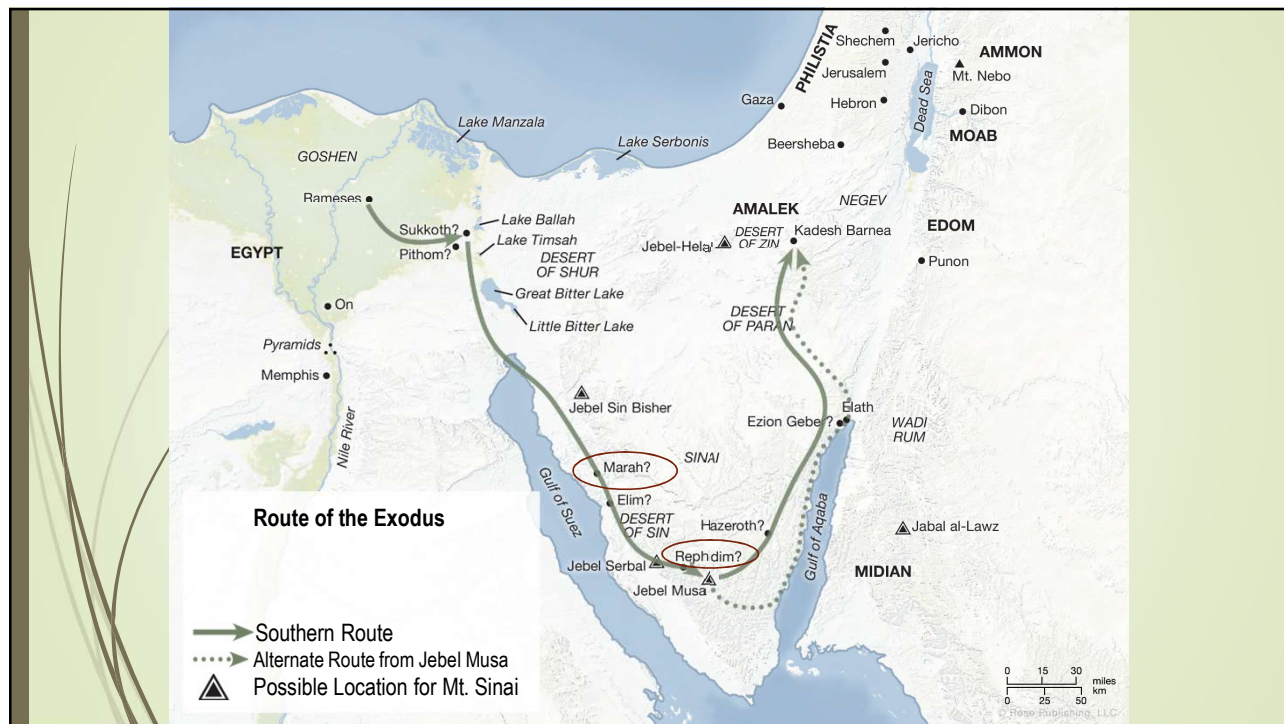 Shechem
Jericho
AMMON
PHILISTIA
Jerusalem
Mt. Nebo
Gaza
Hebron
Dead Sea
Dibon
MOAB
Lake Manzala
Lake Serbonis
Beersheba
GOSHEN
Rameses
NEGEV
AMALEK
Lake Ballah
Sukkoth?
EDOM
DESERT
OF ZIN
Kadesh Barnea
EGYPT
Lake Timsah
Pithom?
Jebel-Helal
DESERT
OF SHUR
Punon
Great Bitter Lake
On
DESERT
OF PARAN
Little Bitter Lake
Pyramids
Memphis
Jebel Sin Bisher
Elath
Ezion Geber?
WADI
RUM
Nile River
Marah?
SINAI
Gulf of Suez
Elim?
Route of the Exodus
DESERT
OF SIN
Hazeroth?
Gulf of Aqaba
Jabal al-Lawz
Rephidim?
Jebel Serbal
MIDIAN
Jebel Musa
Southern Route
Alternate Route from Jebel Musa
Possible Location for Mt. Sinai
0 15 30
miles
km
0 25 50
© Rose Publishing, LLC